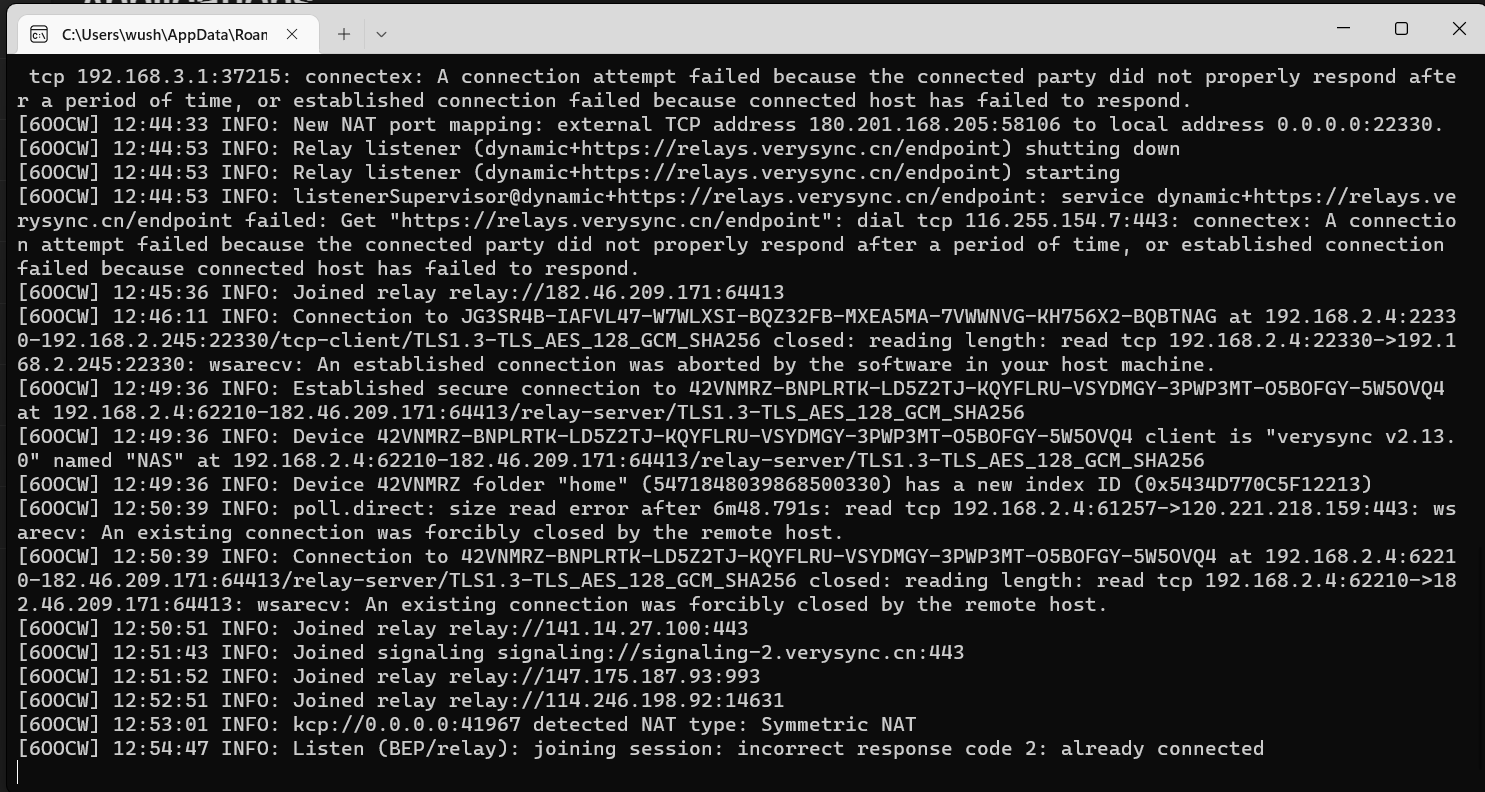 C:\Users\wush\AppData\Roan
tcp 192.168.3.1:37215: connectex: A connection attempt failed because the connected party did not properly respond afte
r a period of time, or established connection failed because connected host has failed to respond.
[6OOCW] 12:44:33 INFO: New NAT port mapping: external TCP address 180.201.168.205:58106 to local address 0.0.0.0:22330.
[6OOCW] 12:44:53 INFO: Relay listener (dynamic+https://relays.verysync.cn/endpoint) shutting down
[6OOCW] 12:44:53 INFO: Relay listener (dynamic+https://relays.verysync.cn/endpoint) starting
[6OOCW] 12:44:53 INFO: listenerSupervisor@dynamic+https://relays.verysync.cn/endpoint: service dynamic+https://relays.ve
rysync.cn/endpoint failed: Get "https://relays.verysync.cn/endpoint": dial tcp 116.255.154.7:443: connectex: A connectio
n attempt failed because the connected party did not properly respond after a period of time, or established connection
failed because connected host has failed to respond.
[6OOCW] 12:45:36 INFO: Joined relay relay://182.46.209.171:64413
[6OOCW] 12:46:11 INFO: Connection to JG3SR4B-IAFVL47-W7WLXSI-BQZ32FB-MXEA5MA-7VWWNVG-KH756X2-BQBTNAG at 192.168.2.4:2233
0-192.168.2.245:22330/tcp-client/TLS1.3-TLS_AES_128_GCM_SHA256 closed: reading length: read tcp 192.168.2.4:22330->192.1
68.2.245:22330: wsarecv: An established connection was aborted by the software in your host machine.
[6OOCW] 12:49:36 INFO: Established secure connection to 42VNMRZ-BNPLRTK-LD5Z2TJ-KQYFLRU-VSYDMGY-3PWP3MT-O5BOFGY-5W5OVQ4
at 192.168.2.4:62210-182.46.209.171:64413/relay-server/TLS1.3-TLS_AES_128_GCM_SHA256
[6OOCW] 12:49:36 INFO: Device 42VNMRZ-BNPLRTK-LD5Z2TJ-KQYFLRU-VSYDMGY-3PWP3MT-O5BOFGY-5W5OVQ4 client is "verysync v2.13.
0" named "NAS" at 192.168.2.4:62210-182.46.209.171:64413/relay-server/TLS1.3-TLS_AES_128_GCM_SHA256
[6OOCW] 12:49:36 INFO: Device 42VNMRZ folder "home" (5471848039868500330) has a new index ID (0x5434D770C5F12213)
[6OOCW] 12:50:39 INFO: poll.direct: size read error after 6m48.791s: read tcp 192.168.2.4:61257->120.221.218.159:443: ws
arecv: An existing connection was forcibly closed by the remote host.
[6OOCW] 12:50:39 INFO: Connection to 42VNMRZ-BNPLRTK-LD5Z2TJ-KQYFLRU-VSYDMGY-3PWP3MT-O5BOFGY-5W5OVQ4 at 192.168.2.4:6221
0-182.46.209.171:64413/relay-server/TLS1.3-TLS_AES_128_GCM_SHA256 closed: reading length: read tcp 192.168.2.4:62210->18
2.46.209.171:64413: wsarecv: An existing connection was forcibly closed by the remote host.
[6OOCW] 12:50:51 INFO: Joined relay relay://141.14.27.100:443
[6OOCW] 12:51:43 INFO: Joined signaling signaling://signaling-2.verysync.cn:443
[6OOCW] 12:51:52 INFO: Joined relay relay://147.175.187.93:993
[6OOCW] 12:52:51 INFO: Joined relay relay://114.246.198.92:14631
[6OOCW] 12:53:01 INFO: kcp://0.0.0.0:41967 detected NAT type: Symmetric NAT
[6OOCW] 12:54:47 INFO: Listen (BEP/relay): joining session: incorrect response code 2: already connected